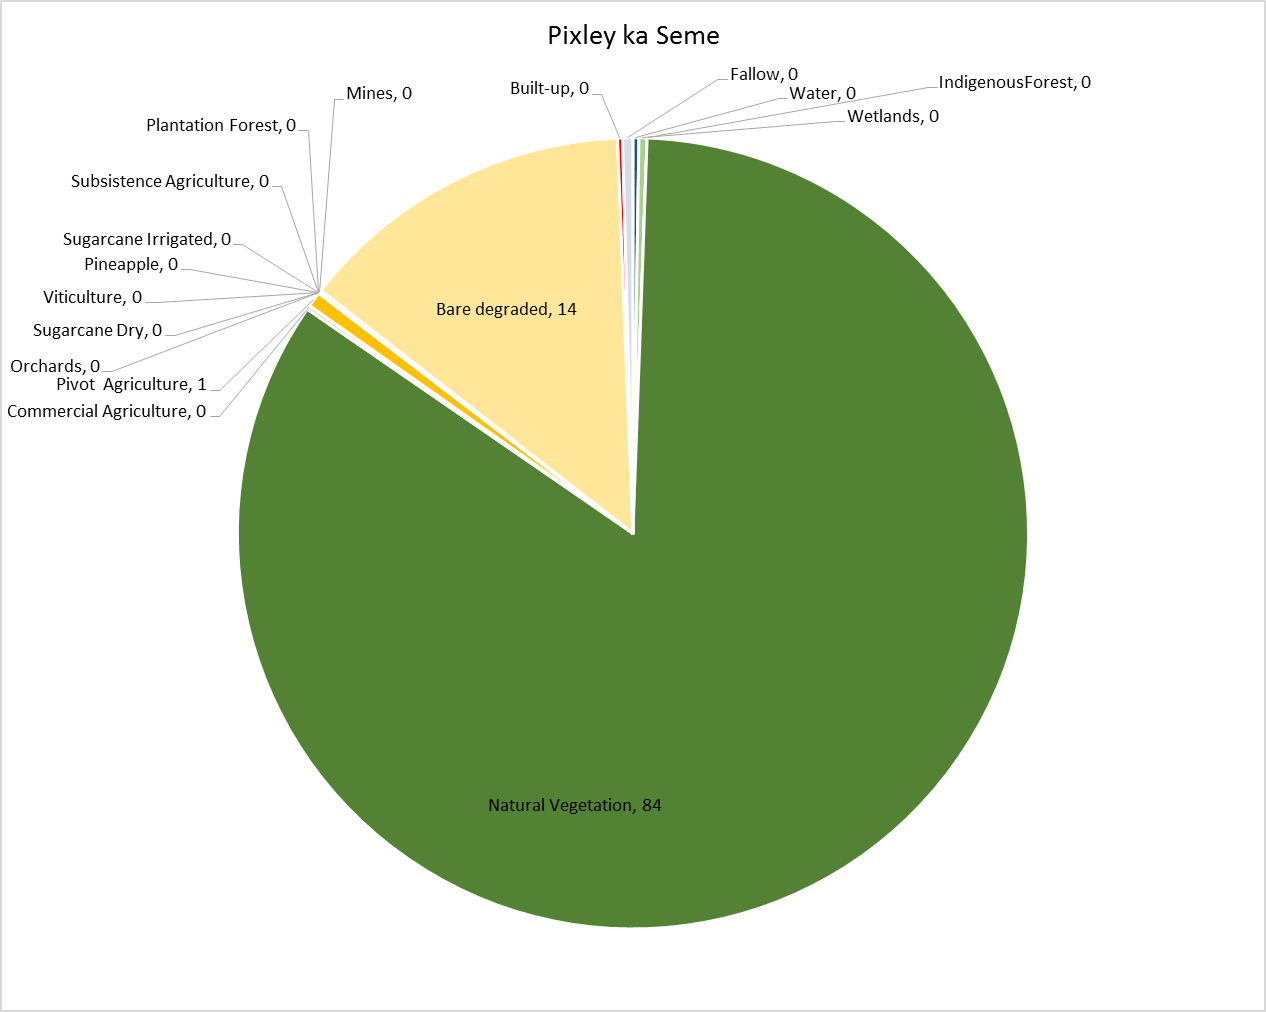 Pixley ka Seme
Fallow, 0
IndigenousForest, 0
Built-up, 0
Mines, 0
Water, 0
Wetlands, 0
Plantation Forest, 0
Subsistence Agriculture, 0
Sugarcane Irrigated, 0
Pineapple, 0
Viticulture, 0
Bare degraded, 14
Sugarcane Dry, 0
Orchards, 0
Pivot  Agriculture, 1
Commercial Agriculture, 0
Natural Vegetation, 84